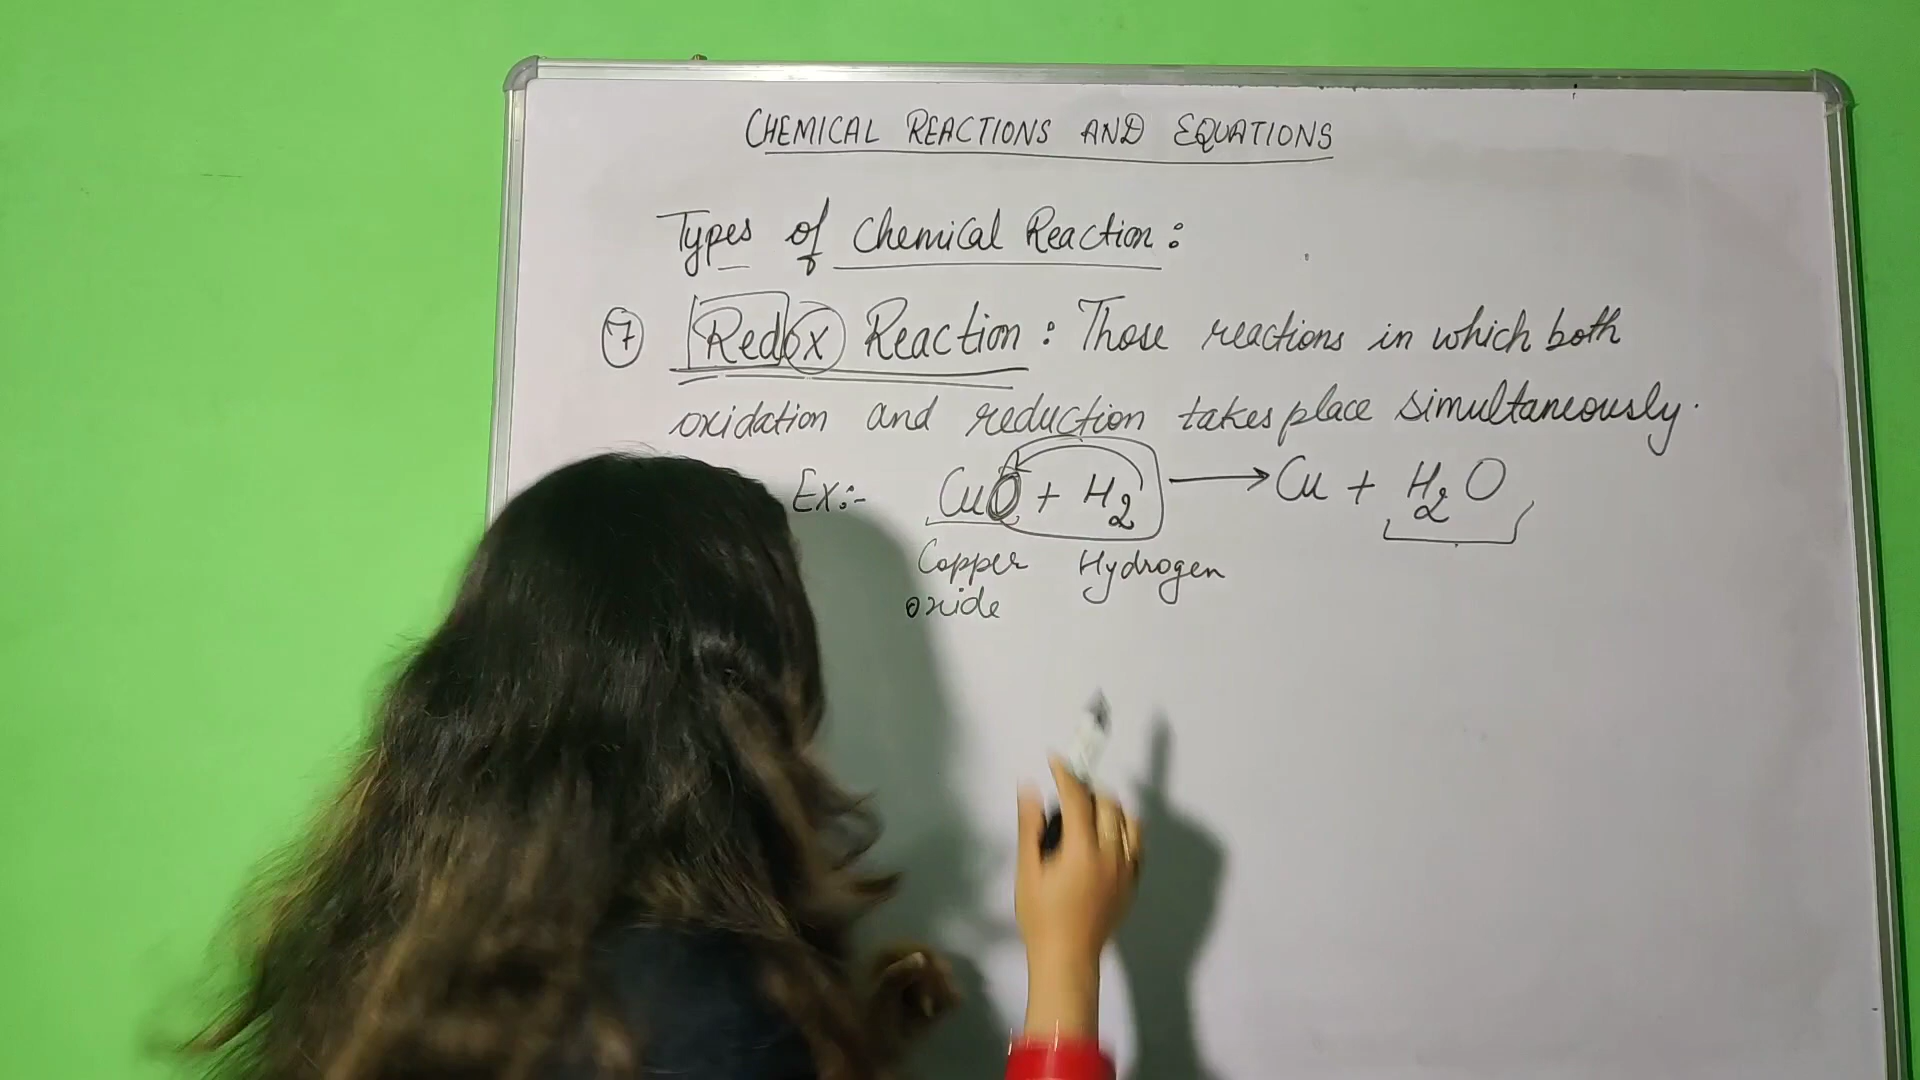 CHEMICAL REACTIONS AND EQUATIONS
Types of Chemical Reaction:
7 Redox Reaction: Those reactions in which both
oxidation and reduction takes place simultaneously.
Ex:- CuO + H2 → Cu + H2O
Copper Hydrogen
oxide